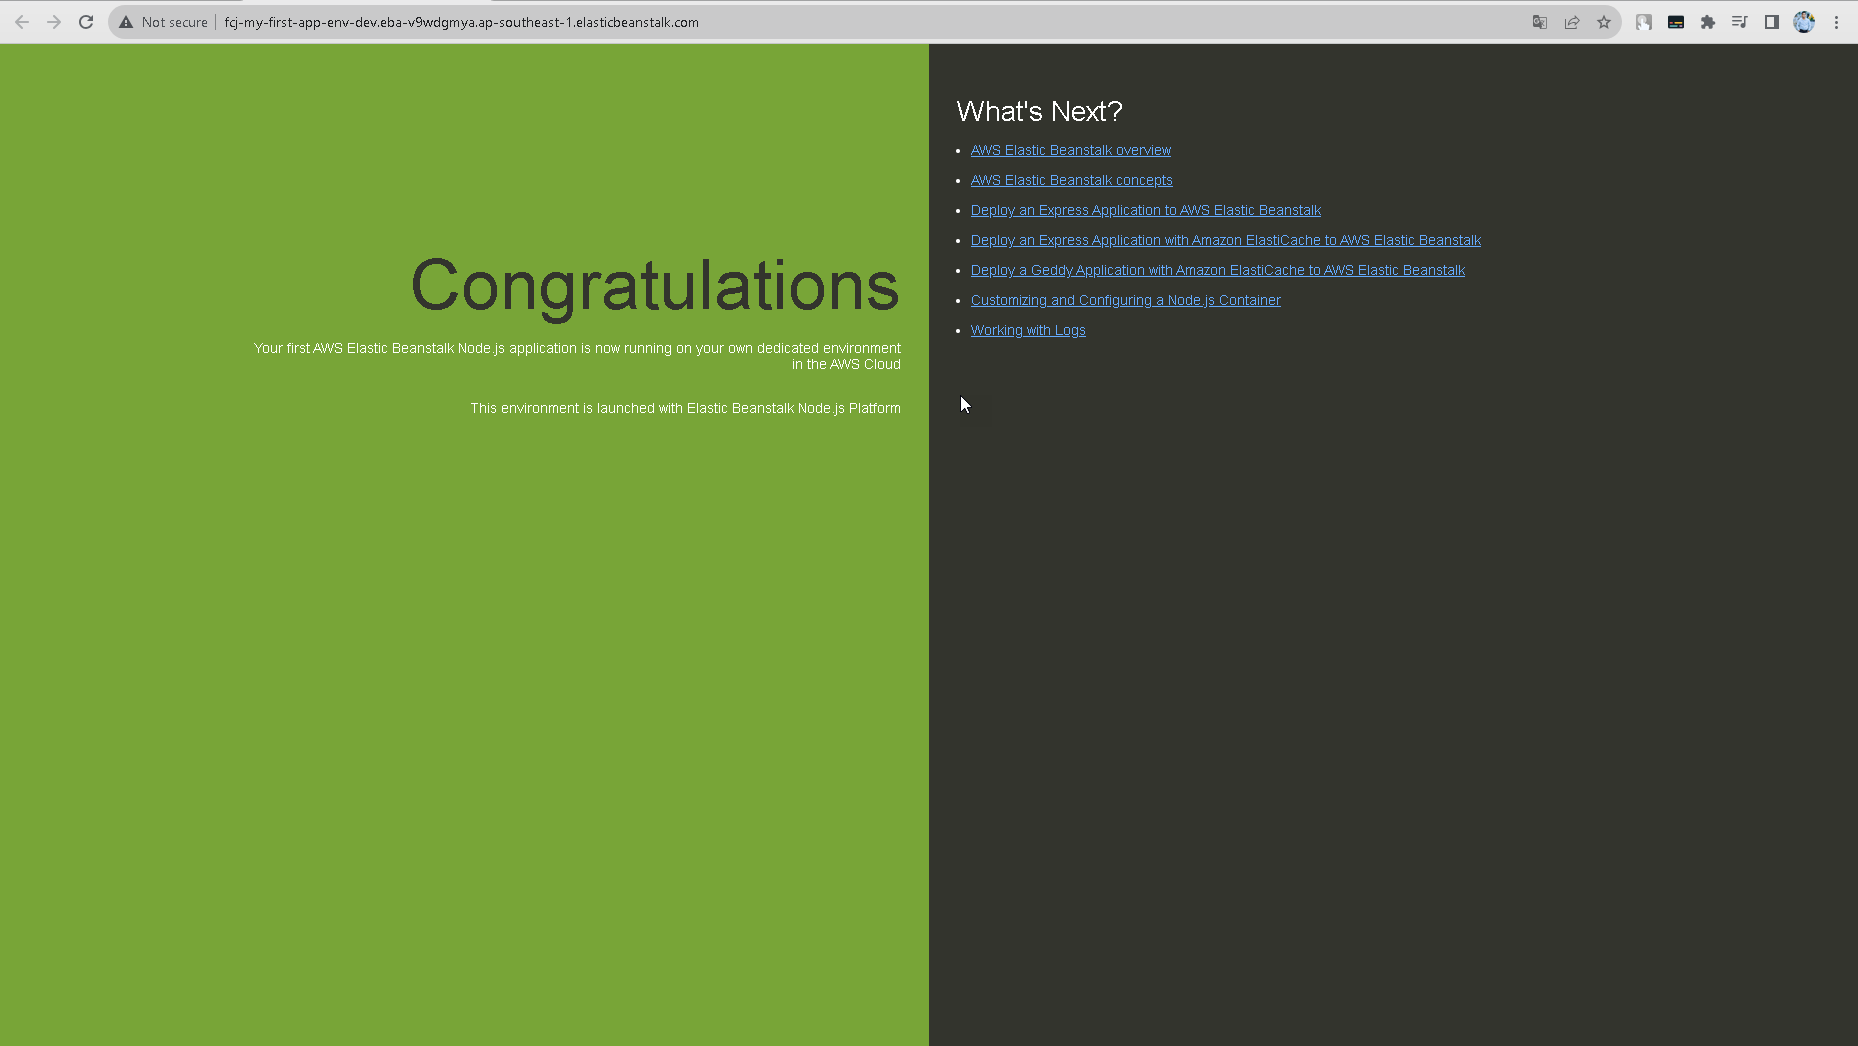 Not secure
fcj-my-first-app-env-dev.eba-v9wdgmya.ap-southeast-1.elasticbeanstalk.com
Congratulations
Your first AWS Elastic Beanstalk Node.js application is now running on your own dedicated environment
in the AWS Cloud
This environment is launched with Elastic Beanstalk Node.js Platform
What's Next?
AWS Elastic Beanstalk overview
AWS Elastic Beanstalk concepts
Deploy an Express Application to AWS Elastic Beanstalk
Deploy an Express Application with Amazon ElastiCache to AWS Elastic Beanstalk
Deploy a Geddy Application with Amazon ElastiCache to AWS Elastic Beanstalk
Customizing and Configuring a Node.js Container
Working with Logs